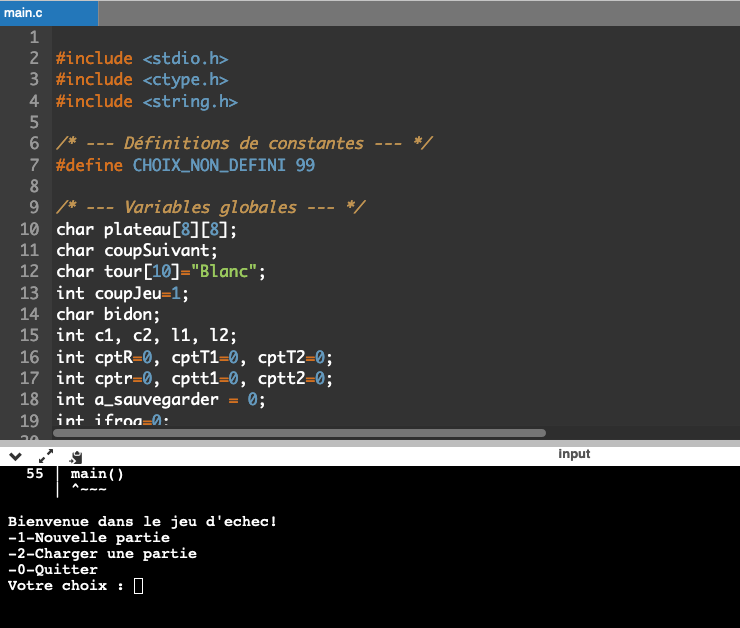 main.c
1
2 #include <stdio.h>
3 #include <ctype.h>
4 #include <string.h>
5
6 /* --- Définitions de constantes --- */
7 #define CHOIX_NON_DEFINI 99
8
9 /* --- Variables globales --- */
10 char plateau[8][8];
11 char coupSuivant;
12 char tour[10]="Blanc";
13 int coupJeu=1;
14 char bidon;
15 int c1, c2, l1, l2;
16 int cptR=0, cptT1=0, cptT2=0;
17 int cptr=0, cptt1=0, cptt2=0;
18 int a_sauvegarder = 0;
19 int ifroq=0;
20
input
55 | main()
| ^~~~
Bienvenue dans le jeu d'echec!
-1-Nouvelle partie
-2-Charger une partie
-0-Quitter
Votre choix :